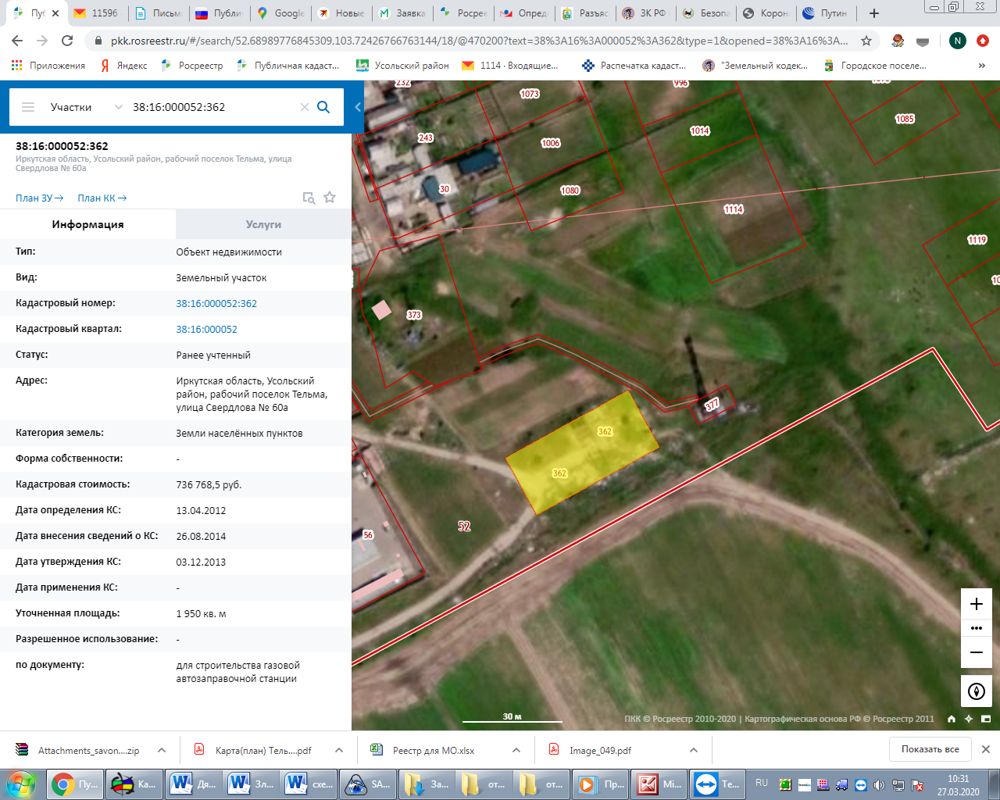 Пуб
11596
Письм
Публич
Google
Новые
Заявка
Росрее
Опред
Разъяс
ЗК РФ
Безопа
Корон
Путин
pkk.rosreestr.ru/#/search/52.68989776845309,103.72426766763144/18/@470200?text=38%3A16%3A000052%3A362&type=1&opened=38%3A16%3A...
N
Приложения
Яндекс
Росреестр
Публичная кадаст...
Усольский район
1114 · Входящие...
Распечатка кадаст...
"Земельный кодек...
Городское поселе...
»
Участки
38:16:000052:362
38:16:000052:362
Иркутская область, Усольский район, рабочий поселок Тельма, улица
Свердлова № 60а
План ЗУ→
План КК→
Информация
Услуги
Тип:
Объект недвижимости
Вид:
Земельный участок
Кадастровый номер:
38:16:000052:362
Кадастровый квартал:
38:16:000052
Статус:
Ранее учтенный
Адрес:
Иркутская область, Усольский
район, рабочий поселок Тельма,
улица Свердлова № 60а
Категория земель:
Земли населённых пунктов
Форма собственности:
-
Кадастровая стоимость:
736 768,5 руб.
Дата определения КС:
13.04.2012
Дата внесения сведений о КС:
26.08.2014
Дата утверждения КС:
03.12.2013
Дата применения КС:
-
Уточненная площадь:
1 950 кв. м
Разрешенное использование:
-
по документу:
для строительства газовой
автозаправочной станции
232
1073
996
1085
243
1006
1014
30
1080
1114
1119
373
377
362
362
52
56
30 м
ПКК © Росреестр 2010-2020 | Картографическая основа РФ © Росреестр 2011
Attachments_savon....zip
Карта(план) Тель....pdf
Реестр для МО.xlsx
Image_049.pdf
Показать все
Пу...
Ка...
Дя...
Зл...
схе...
SA...
За...
от...
от...
Пр...
Mi...
Te...
RU
10:31
27.03.2020